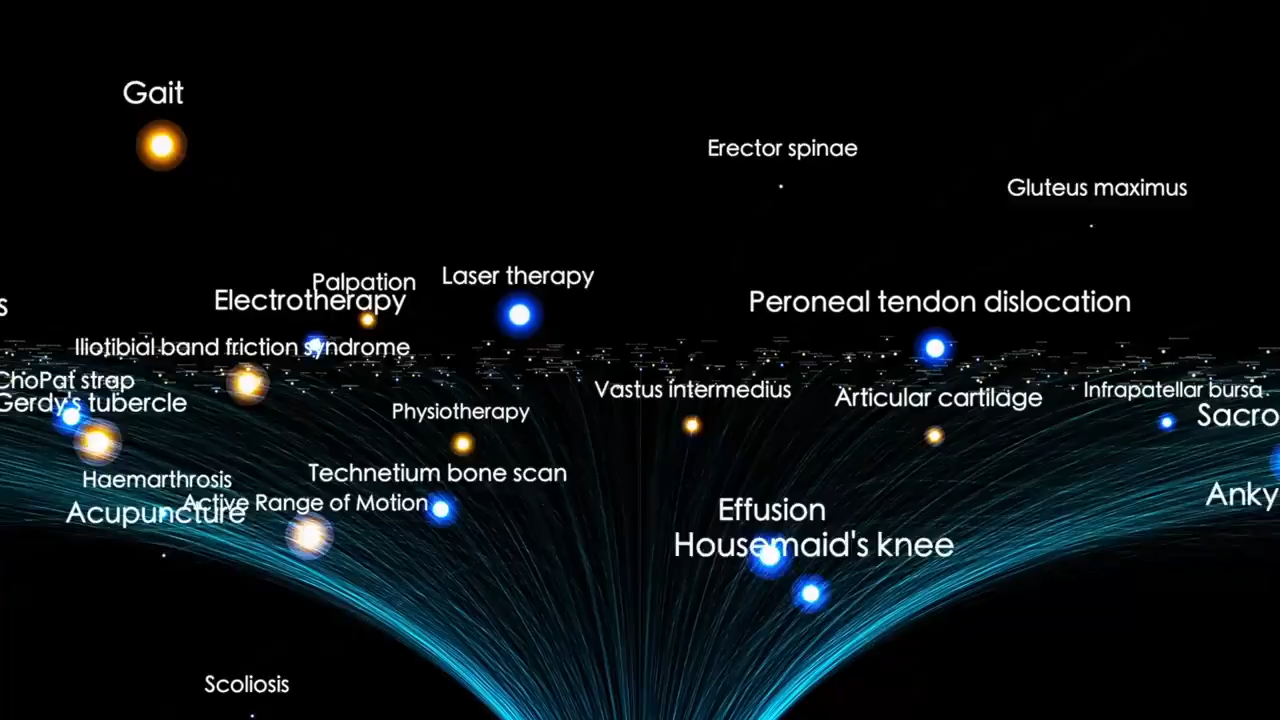 Gait
Erector spinae
Gluteus maximus
Palpation
Laser therapy
Electrotherapy
Peroneal tendon dislocation
s
Iliotibial band friction syndrome
ChoPat strap
Vastus intermedius
Articular cartilage
Infrapatellar bursa
Gerdy's tubercle
Physiotherapy
Sacro
Technetium bone scan
Haemarthrosis
Active Range of Motion
Anky
Acupuncture
Effusion
Housemaid's knee
Scoliosis